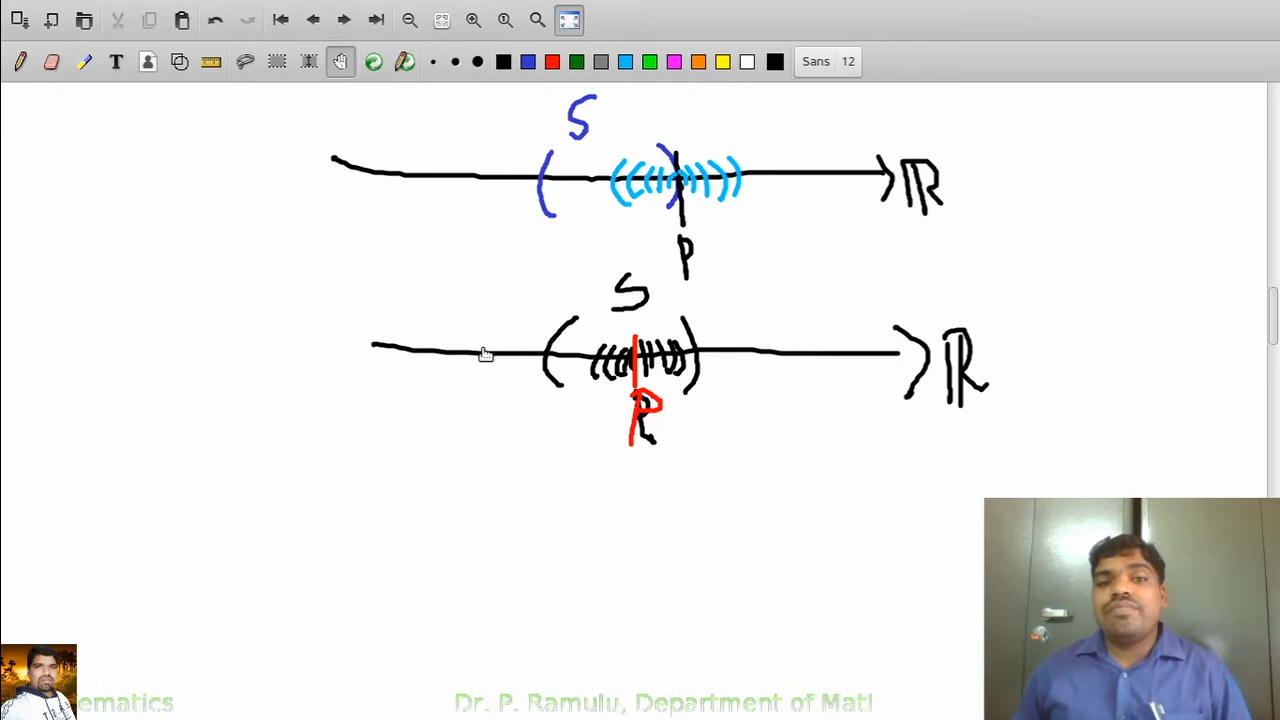 T
Sans 12
S
ℝ
P
S
ℝ
P
ematics Dr. P. Ramulu, Department of Mat